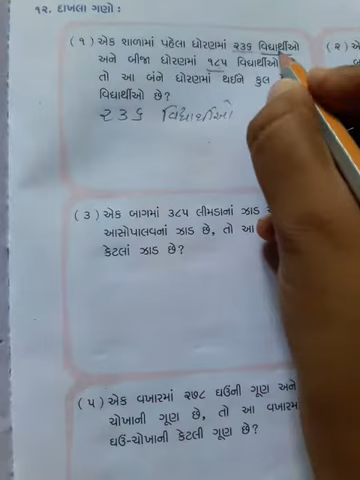 ૧૨. દાખલા ગણો :
(૧) એક શાળામાં પહેલા ધોરણમાં ૨૩૬ વિદ્યાર્થીઓ
અને બીજા ધોરણમાં ૧૮૫ વિદ્યાર્થીઓ
તો આ બંને ધોરણમાં થઈને કુલ
વિદ્યાર્થીઓ છે?
૨૩૬ વિદ્યાર્થીઓ
(૨)
(૩) એક બાગમાં ૩૮૫ લીમડાનાં ઝાડ
આસોપાલવનાં ઝાડ છે, તો આ
કેટલાં ઝાડ છે?
(૫) એક વખારમાં ૨૭૮ ઘઉંની ગૂણ અને
ચોખાની ગૂણ છે, તો આ વખારમ
ઘઉં-ચોખાની કેટલી ગૂણ છે?